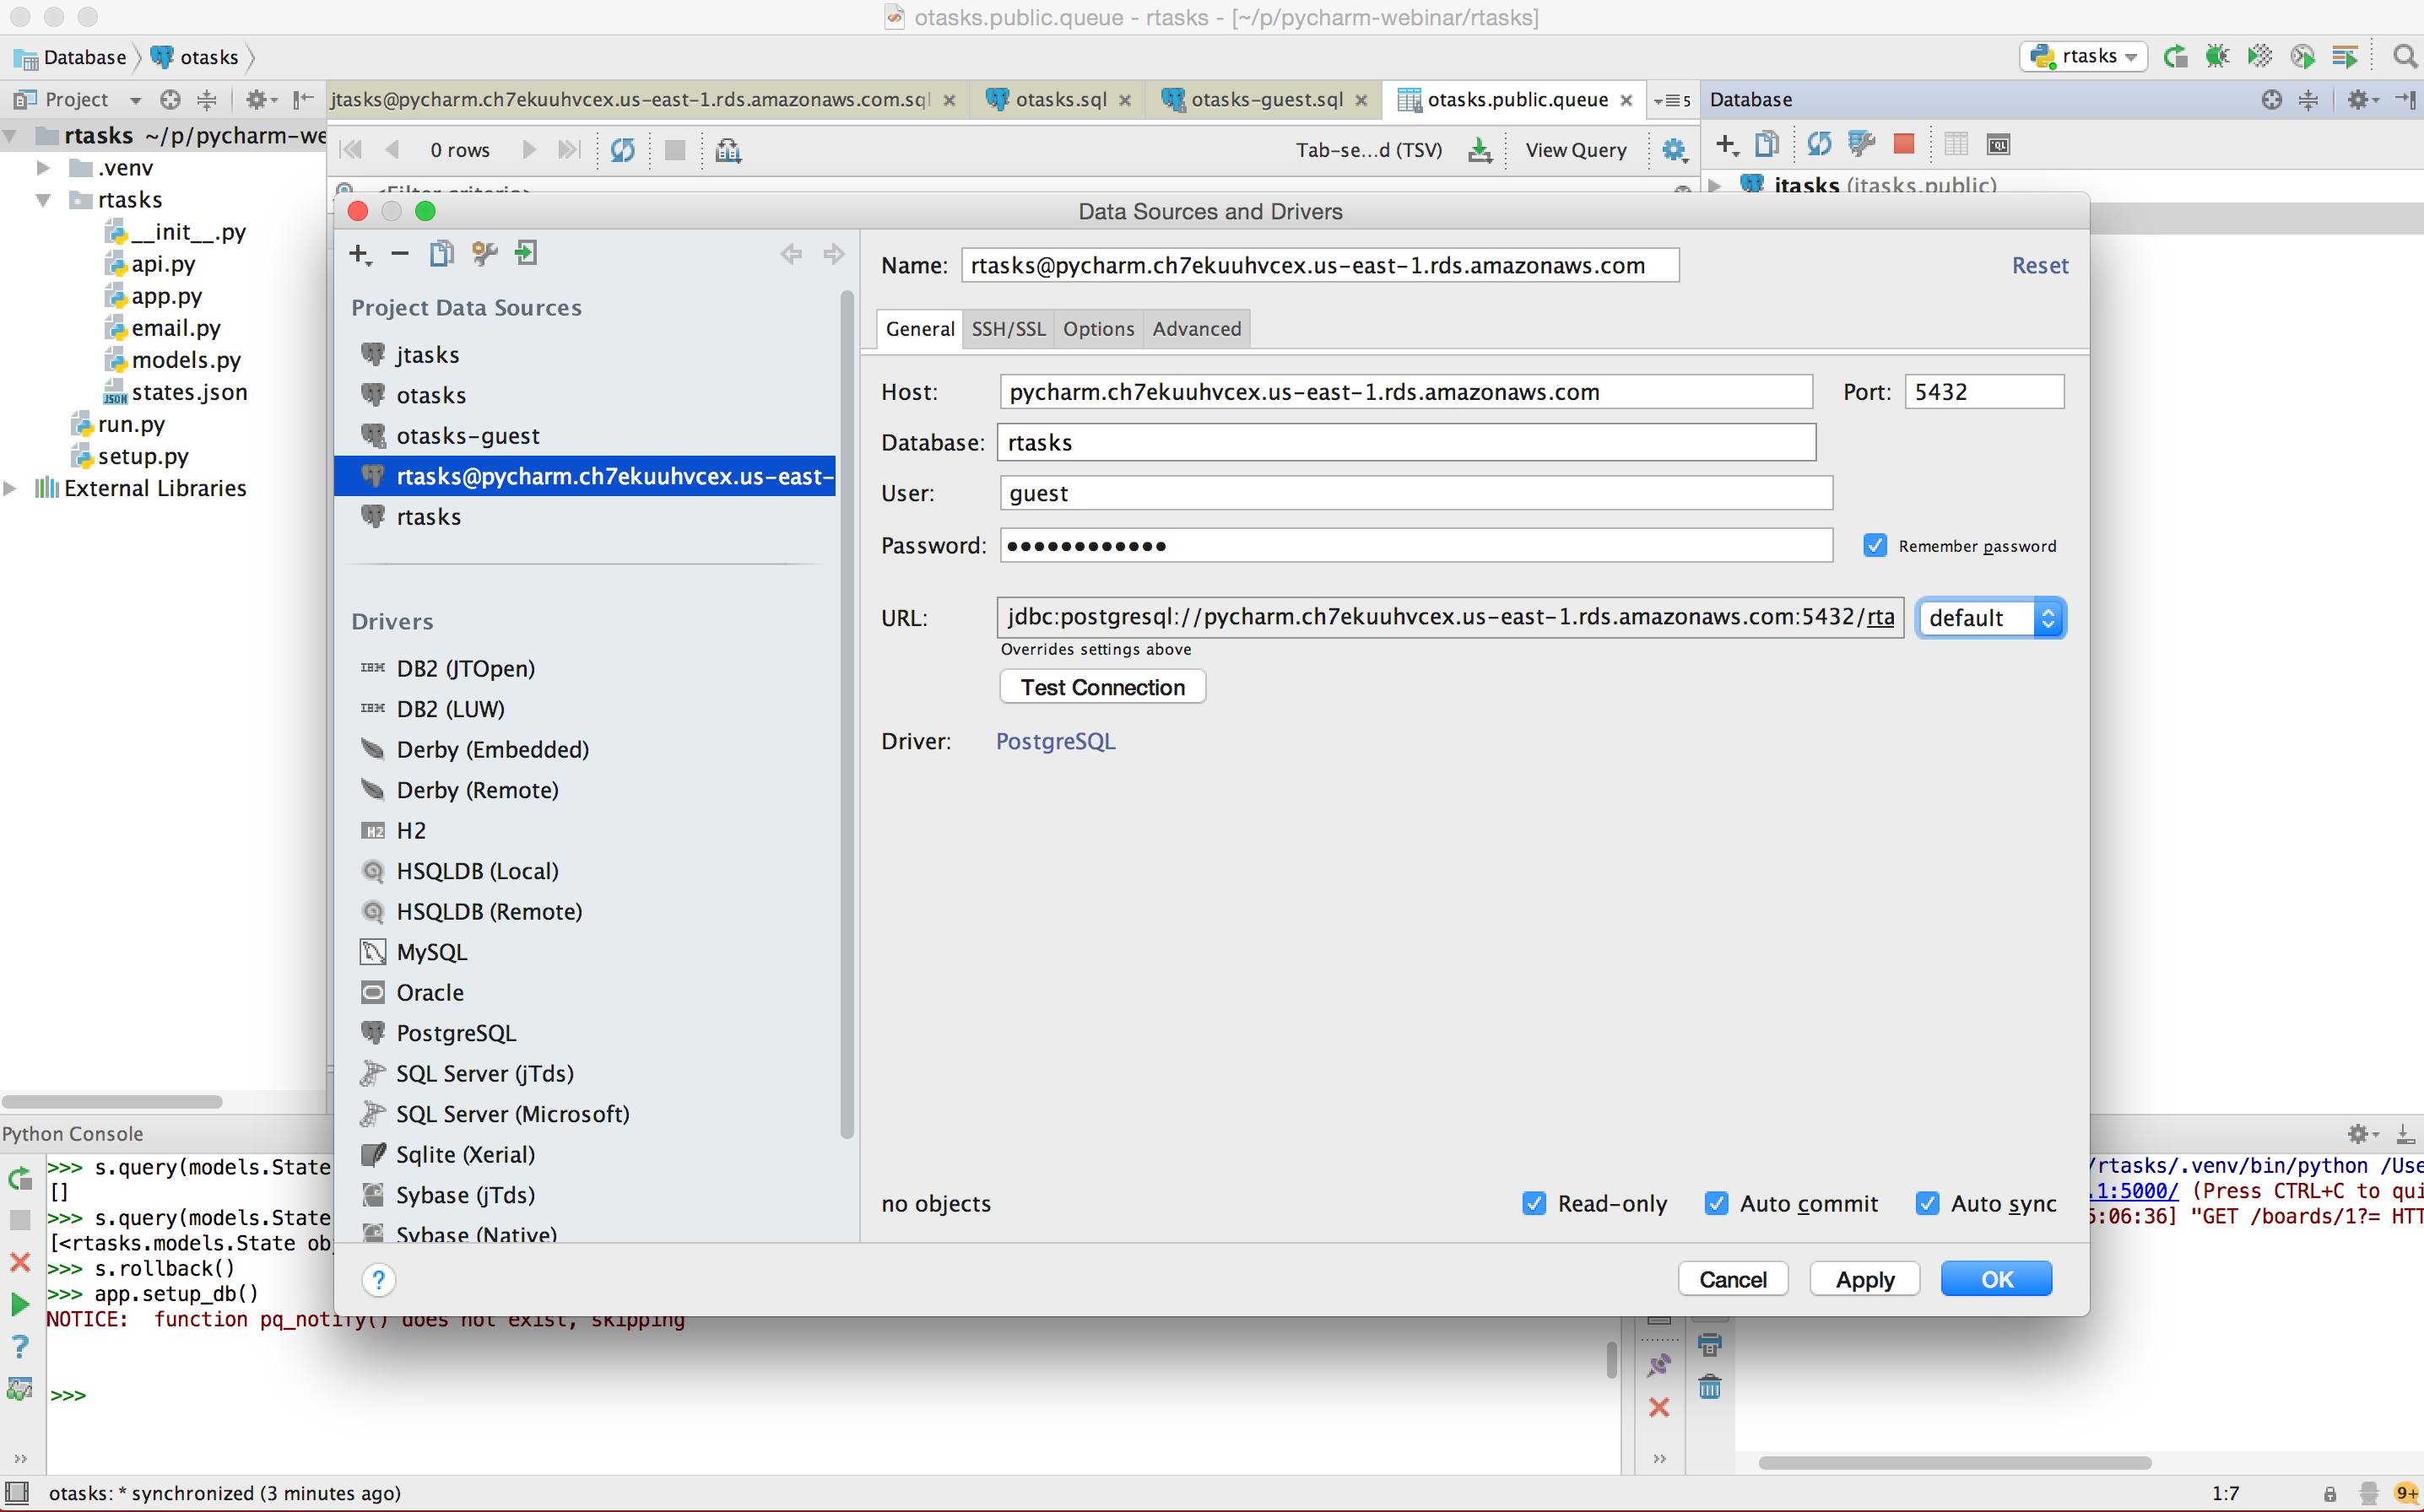 otasks.public.queue - rtasks - [~/p/pycharm-webinar/rtasks]
Database otasks
rtasks
Project
jtasks@pycharm.ch7ekuuhvcex.us-east-1.rds.amazonaws.com.sql
otasks.sql
otasks-guest.sql
otasks.public.queue
5
Database
rtasks ~/p/pycharm-we
.venv
rtasks
__init__.py
api.py
app.py
email.py
models.py
states.json
run.py
setup.py
External Libraries
0 rows
Tab-se...d (TSV)
View Query
<Filter criteria>
jtasks (jtasks.public)
Data Sources and Drivers
Project Data Sources
jtasks
otasks
otasks-guest
rtasks@pycharm.ch7ekuuhvcex.us-east-
rtasks
Drivers
DB2 (JTOpen)
DB2 (LUW)
Derby (Embedded)
Derby (Remote)
H2
HSQLDB (Local)
HSQLDB (Remote)
MySQL
Oracle
PostgreSQL
SQL Server (jTds)
SQL Server (Microsoft)
Sqlite (Xerial)
Sybase (jTds)
Sybase (Native)
Name: rtasks@pycharm.ch7ekuuhvcex.us-east-1.rds.amazonaws.com
Reset
General SSH/SSL Options Advanced
Host: pycharm.ch7ekuuhvcex.us-east-1.rds.amazonaws.com Port: 5432
Database: rtasks
User: guest
Password: ●●●●●●●●●●●● Remember password
URL: jdbc:postgresql://pycharm.ch7ekuuhvcex.us-east-1.rds.amazonaws.com:5432/rta default
Overrides settings above
Test Connection
Driver: PostgreSQL
no objects Read-only Auto commit Auto sync
Cancel Apply OK
Python Console
>>> s.query(models.State
[]
>>> s.query(models.State
[<rtasks.models.State ob
>>> s.rollback()
>>> app.setup_db()
NOTICE:  function pq_notify() does not exist, skipping
>>>
/rtasks/.venv/bin/python /Use
.1:5000/ (Press CTRL+C to qui
5:06:36] "GET /boards/1?= HTT
otasks: * synchronized (3 minutes ago)
1:7
9+